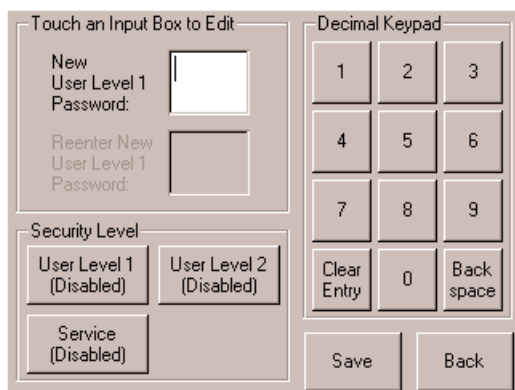 Touch an Input Box to Edit
New
User Level 1
Password:
Reenter New
User Level 1
Password:
Security Level
User Level 1
(Disabled)
User Level 2
(Disabled)
Service
(Disabled)
Decimal Keypad
1
2
3
4
5
6
7
8
9
Clear
Entry
0
Back
space
Save
Back